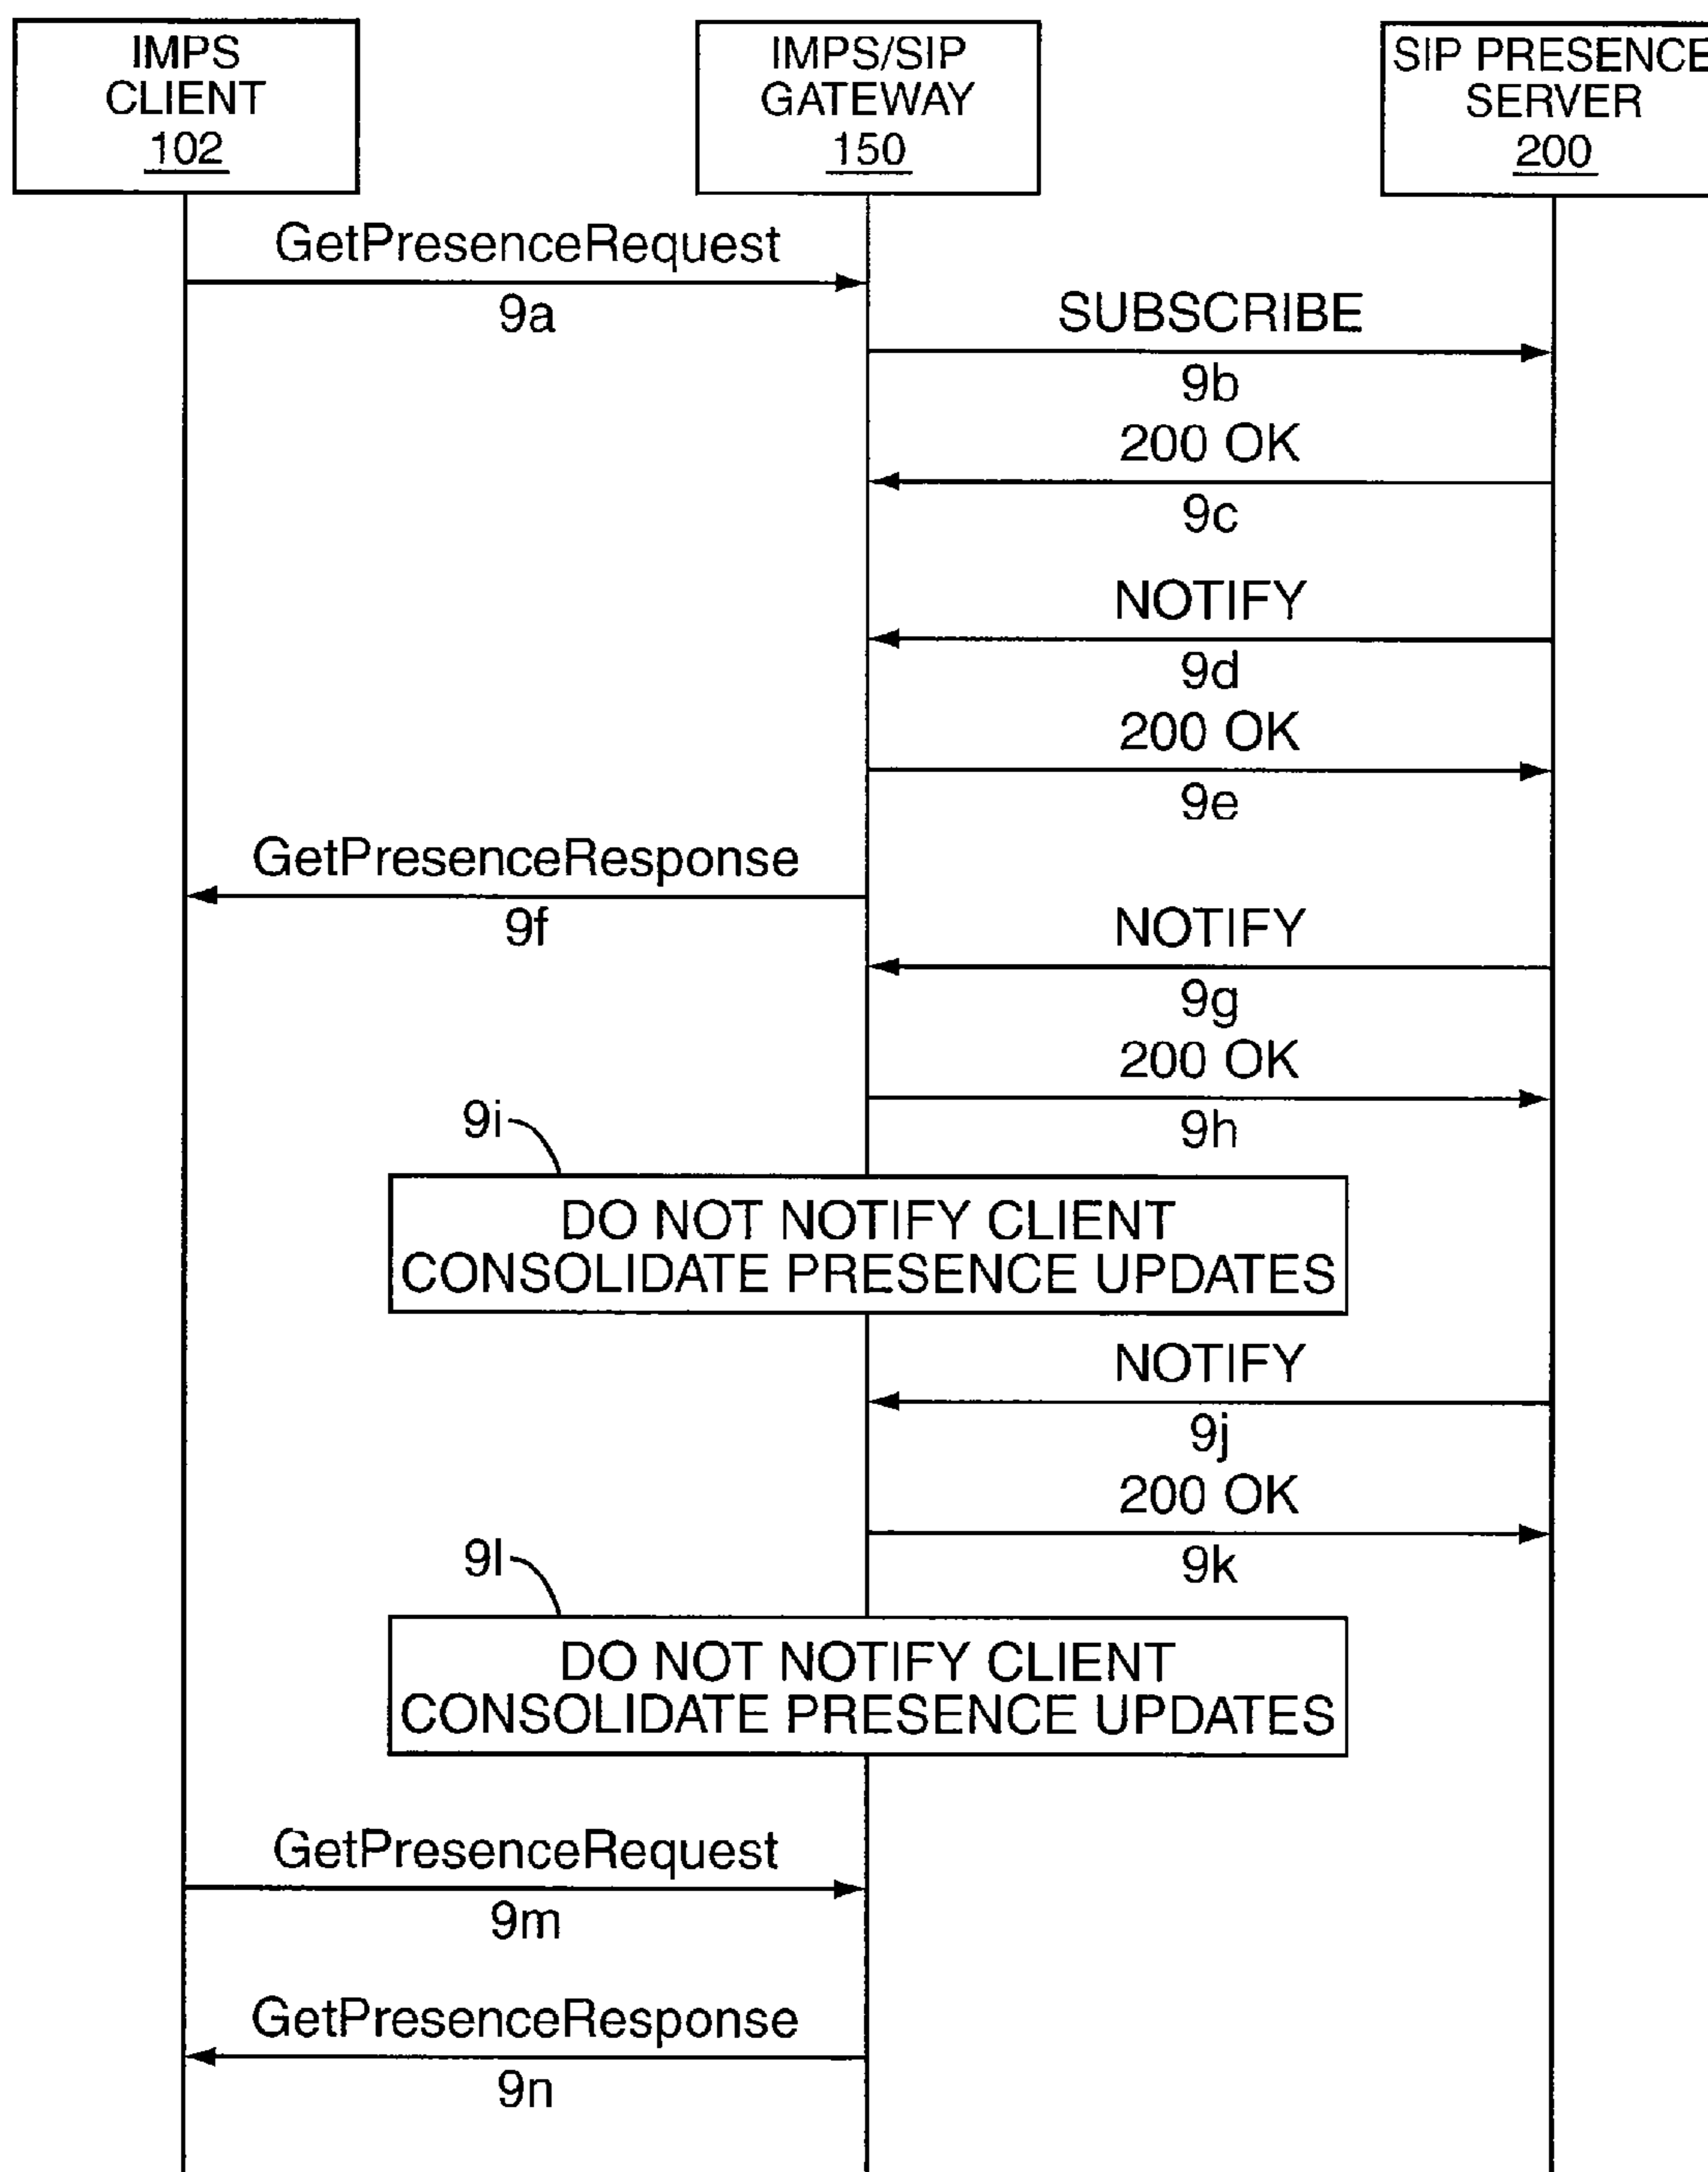 IMPS
CLIENT
102
IMPS/SIP
GATEWAY
150
SIP PRESENCE
SERVER
200
GetPresenceRequest
9a
SUBSCRIBE
9b
200 OK
9c
NOTIFY
9d
200 OK
9e
GetPresenceResponse
9f
NOTIFY
9g
200 OK
9h
9i
DO NOT NOTIFY CLIENT
CONSOLIDATE PRESENCE UPDATES
NOTIFY
9j
200 OK
9k
9l
DO NOT NOTIFY CLIENT
CONSOLIDATE PRESENCE UPDATES
GetPresenceRequest
9m
GetPresenceResponse
9n